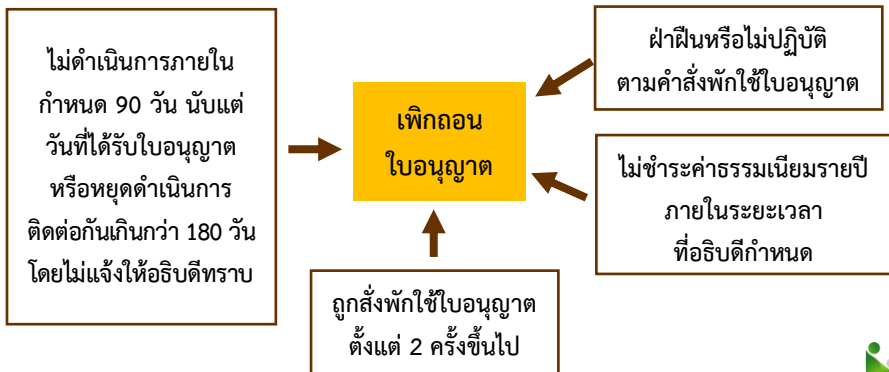 ไม่ดำเนินการภายใน
กำหนด 90 วัน นับแต่
วันที่ได้รับใบอนุญาต
หรือหยุดดำเนินการ
ติดต่อกันเกินกว่า 180 วัน
โดยไม่แจ้งให้อธิบดีทราบ
เพิกถอน
ใบอนุญาต
ฝ่าฝืนหรือไม่ปฏิบัติ
ตามคำสั่งพักใช้ใบอนุญาต
ไม่ชำระค่าธรรมเนียมรายปี
ภายในระยะเวลา
ที่อธิบดีกำหนด
ถูกสั่งพักใช้ใบอนุญาต
ตั้งแต่ 2 ครั้งขึ้นไป